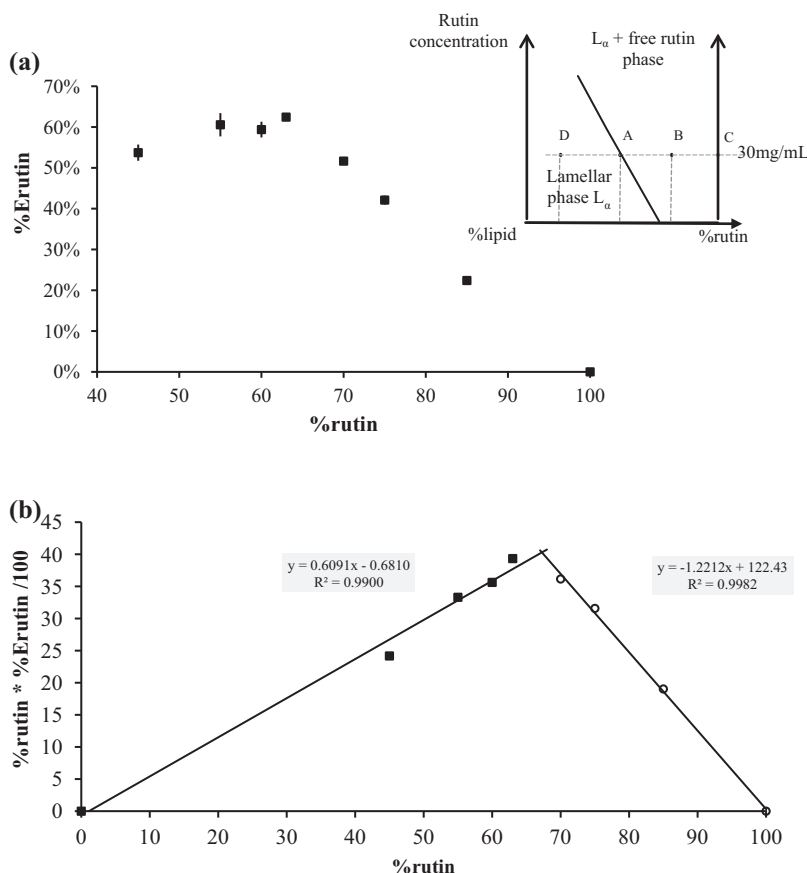 (a)
%Erutin
70%
60%
50%
40%
30%
20%
10%
0%
40
50
60
70
80
90
100
%rutin
Rutin
concentration
Lα + free rutin
phase
D
A
B
C
30mg/mL
Lamellar
phase Lα
%lipid
%rutin
(b)
%rutin * %Erutin /100
45
40
35
30
25
20
15
10
5
0
y = 0.6091x - 0.6810
R² = 0.9900
y = -1.2212x + 122.43
R² = 0.9982
0
10
20
30
40
50
60
70
80
90
100
%rutin